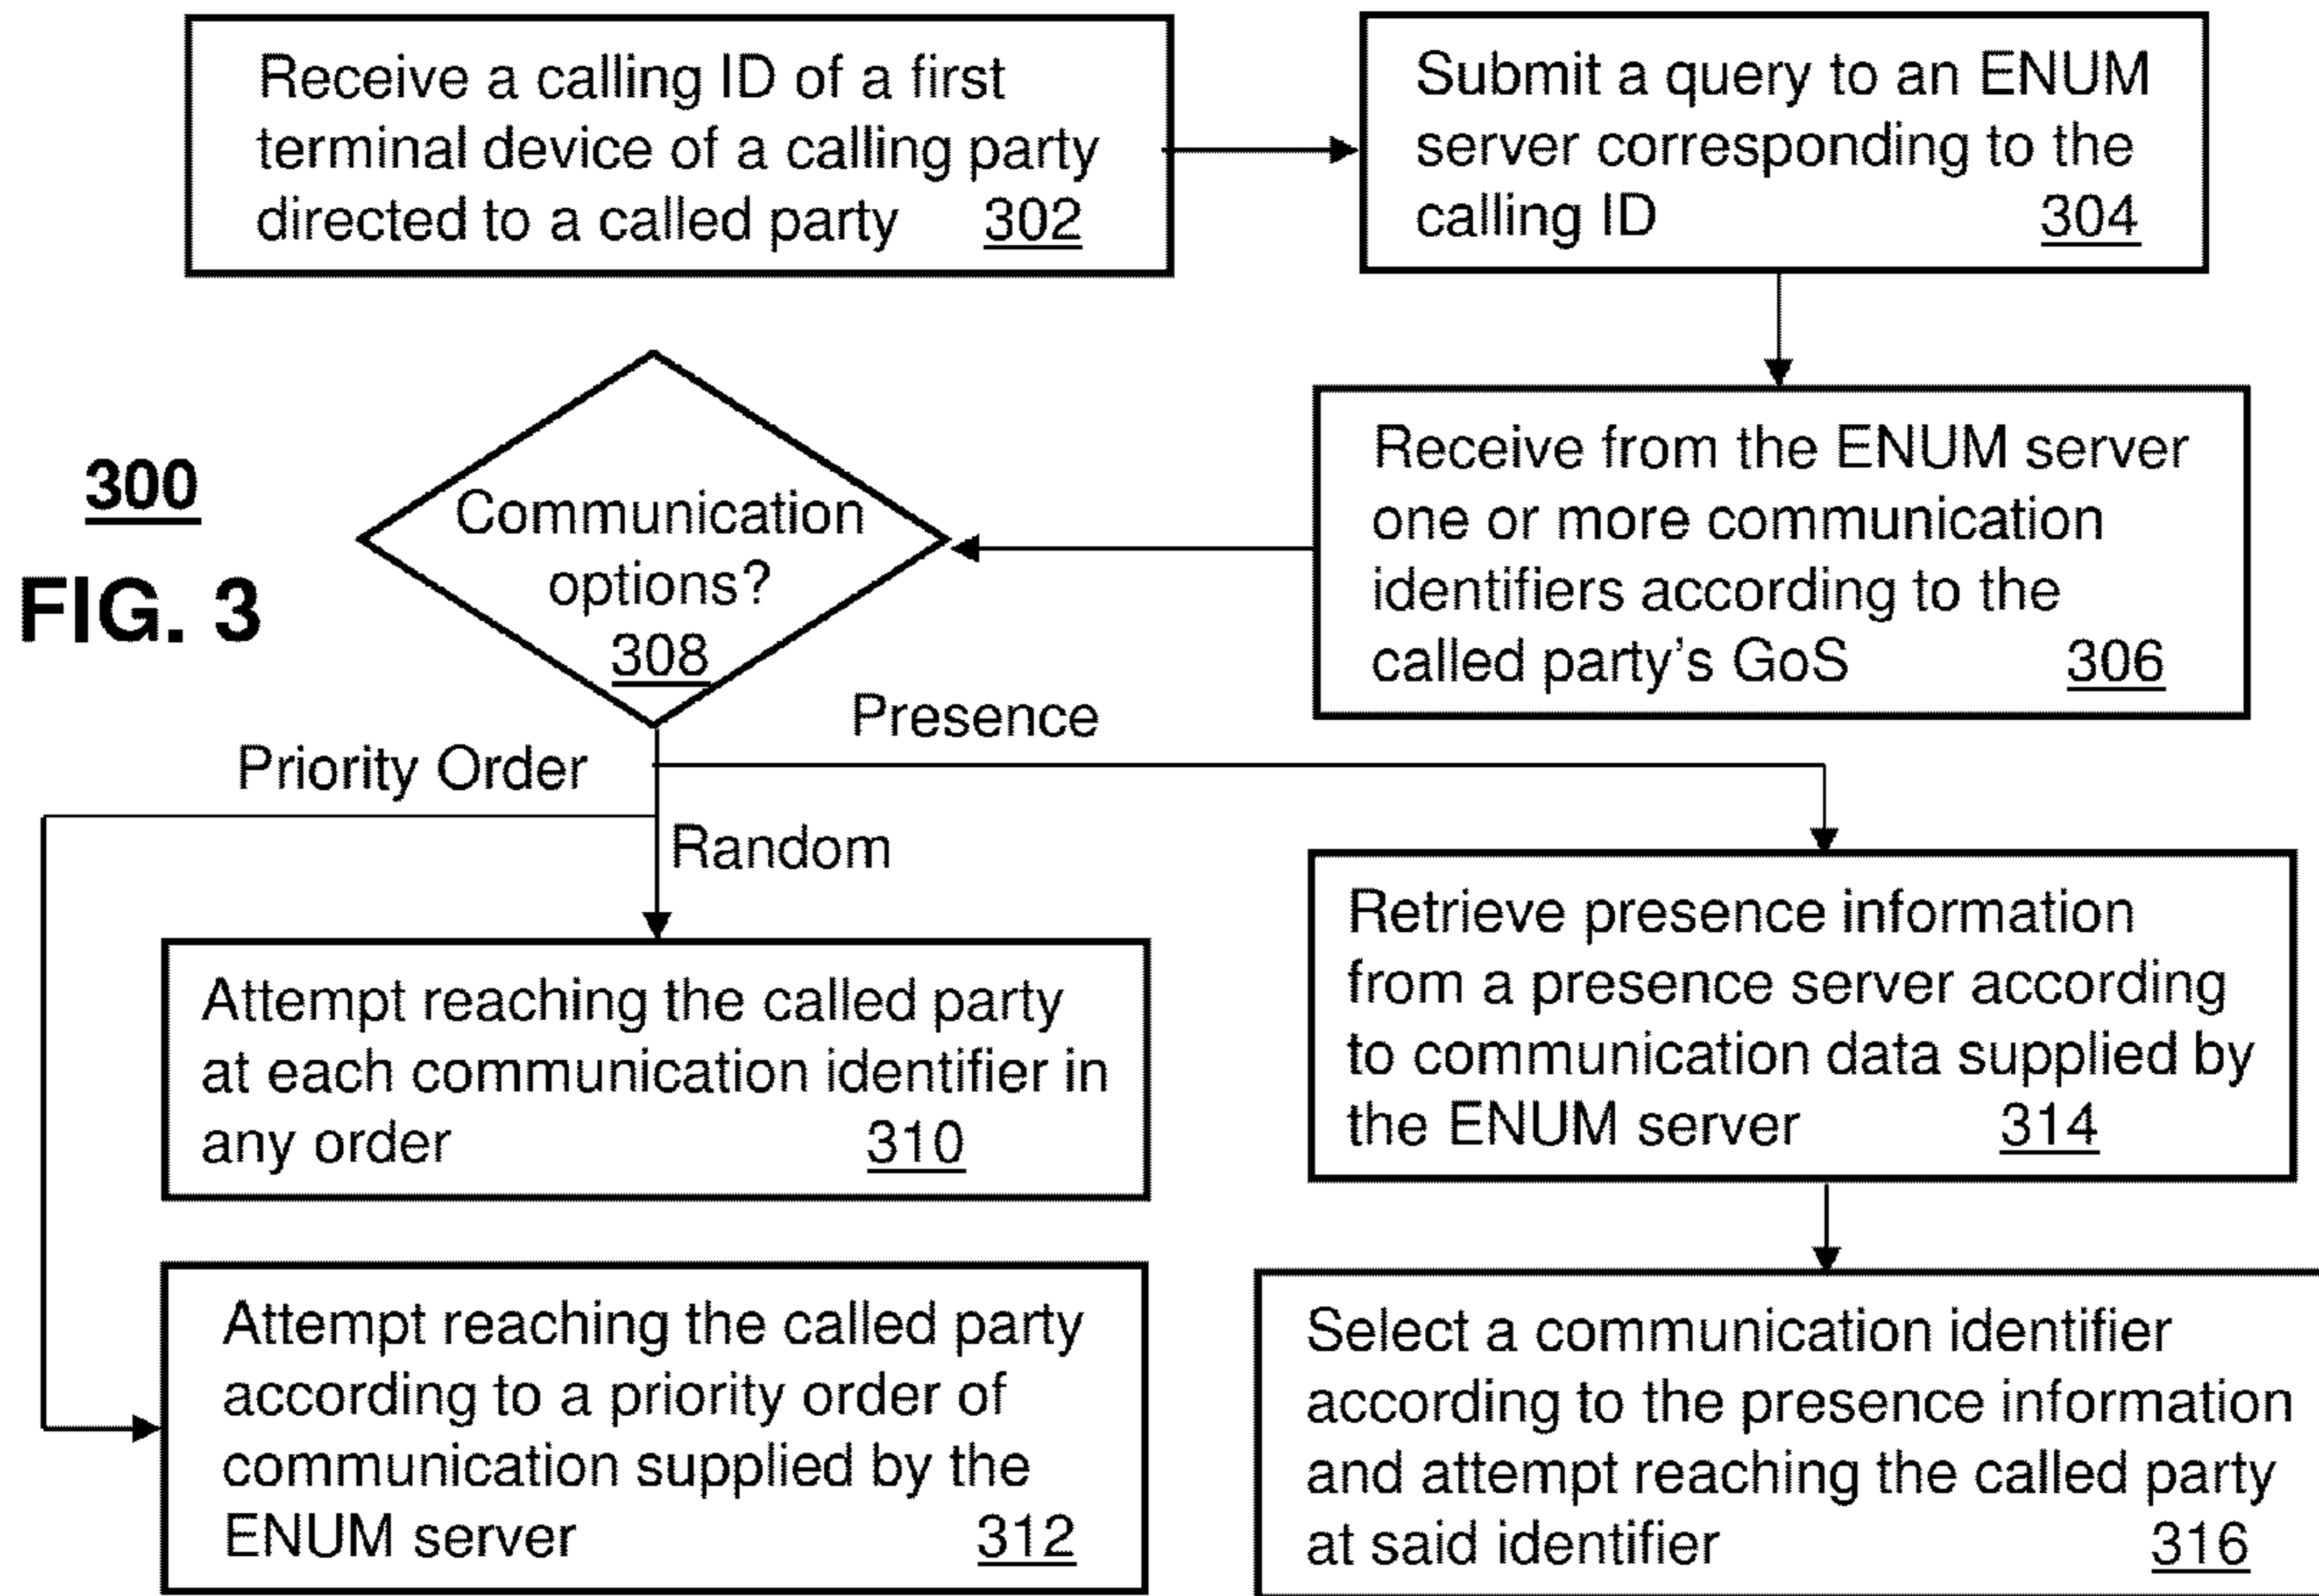 Receive a calling ID of a first
terminal device of a calling party
directed to a called party 302
Submit a query to an ENUM
server corresponding to the
calling ID 304
Receive from the ENUM server
one or more communication
identifiers according to the
called party's GoS 306
300
FIG. 3
Communication
options?
308
Presence
Priority Order
Random
Attempt reaching the called party
at each communication identifier in
any order 310
Attempt reaching the called party
according to a priority order of
communication supplied by the
ENUM server 312
Retrieve presence information
from a presence server according
to communication data supplied by
the ENUM server 314
Select a communication identifier
according to the presence information
and attempt reaching the called party
at said identifier 316